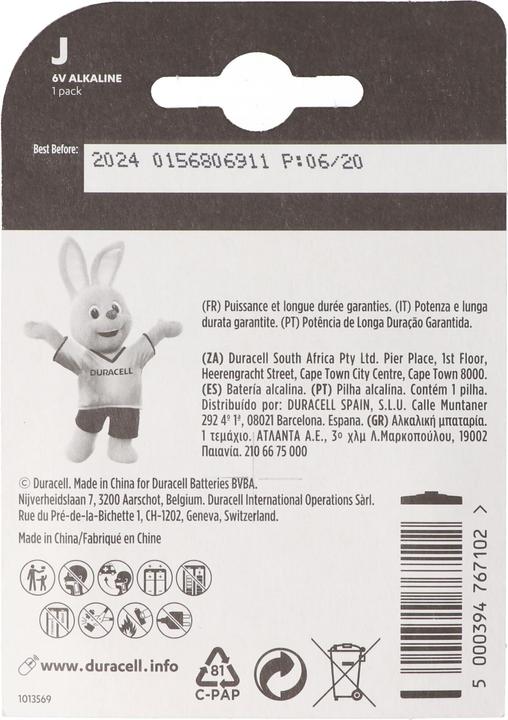 J
6V ALKALINE
1 pack
Best Before:
2024 0156806911 P:06/20
DURACELL
(FR) Puissance et longue durée garanties. (IT) Potenza e lunga
durata garantite. (PT) Potência de Longa Duração Garantida.
(ZA) Duracell South Africa Pty Ltd. Pier Place, 1st Floor,
Heerengracht Street, Cape Town City Centre, Cape Town 8000.
(ES) Batería alcalina. (PT) Pilha alcalina. Contém 1 pilha.
Distribuído por: DURACELL SPAIN, S.L.U. Calle Muntaner
292 4º 1ª, 08021 Barcelona. Espana. (GR) Αλκαλική μπαταρία.
1 τεμάχιο. ΑΤΛΑΝΤΑ Α.Ε., 3ο χλμ Λ.Μαρκοπούλου, 19002
Παιανία. 210 66 75 000
© Duracell. Made in China for Duracell Batteries BVBA.
Nijverheidslaan 7, 3200 Aarschot, Belgium. Duracell International Operations Sàrl.
Rue du Pré-de-la-Bichette 1, CH-1202, Geneva, Switzerland.
Made in China/Fabriqué en Chine
www.duracell.info
81
C-PAP
5 000394 767102 >
1013569